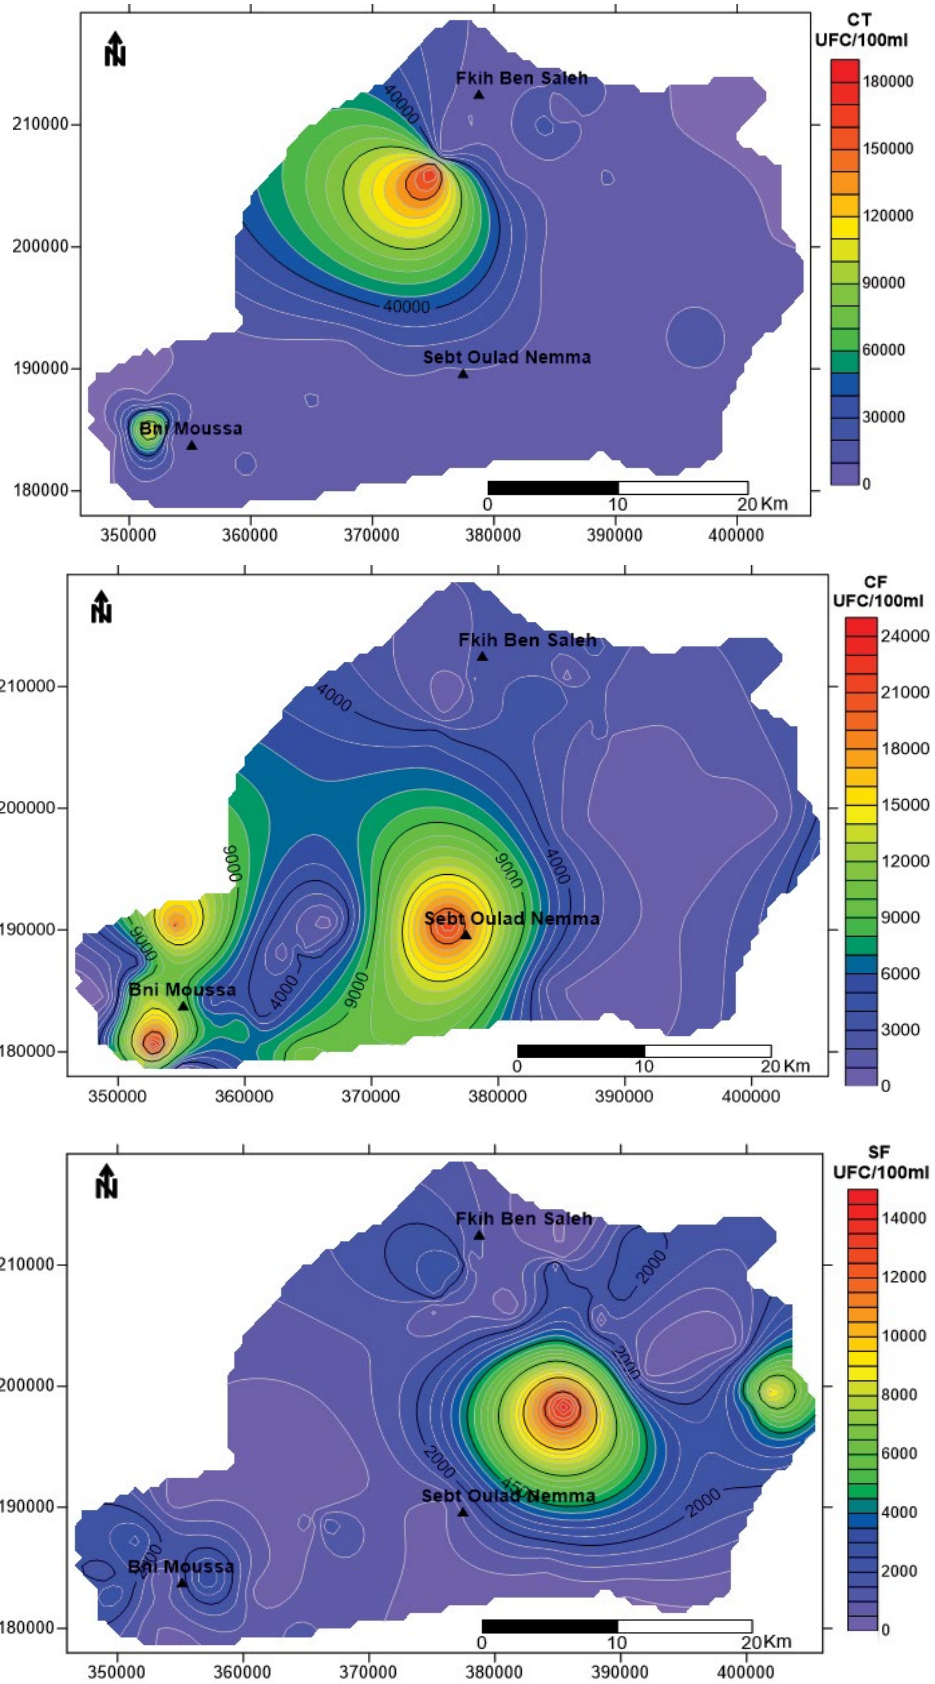 CT
UFC/100ml
N
Fkih Ben Saleh
40000
40000
Sebt Oulad Nemma
Bni Moussa
210000
200000
190000
180000
350000 360000 370000 380000 390000 400000
0 10 20 Km
180000
150000
120000
90000
60000
30000
0
CF
UFC/100ml
N
Fkih Ben Saleh
4000
9000
9000
4000
9000
Sebt Oulad Nemma
Bni Moussa
4000
9000
210000
200000
190000
180000
350000 360000 370000 380000 390000 400000
0 10 20 Km
24000
21000
18000
15000
12000
9000
6000
3000
0
SF
UFC/100ml
N
Fkih Ben Saleh
2000
2000
2000
Sebt Oulad Nemma
2000
Bni Moussa
210000
200000
190000
180000
350000 360000 370000 380000 390000 400000
0 10 20 Km
14000
12000
10000
8000
6000
4000
2000
0